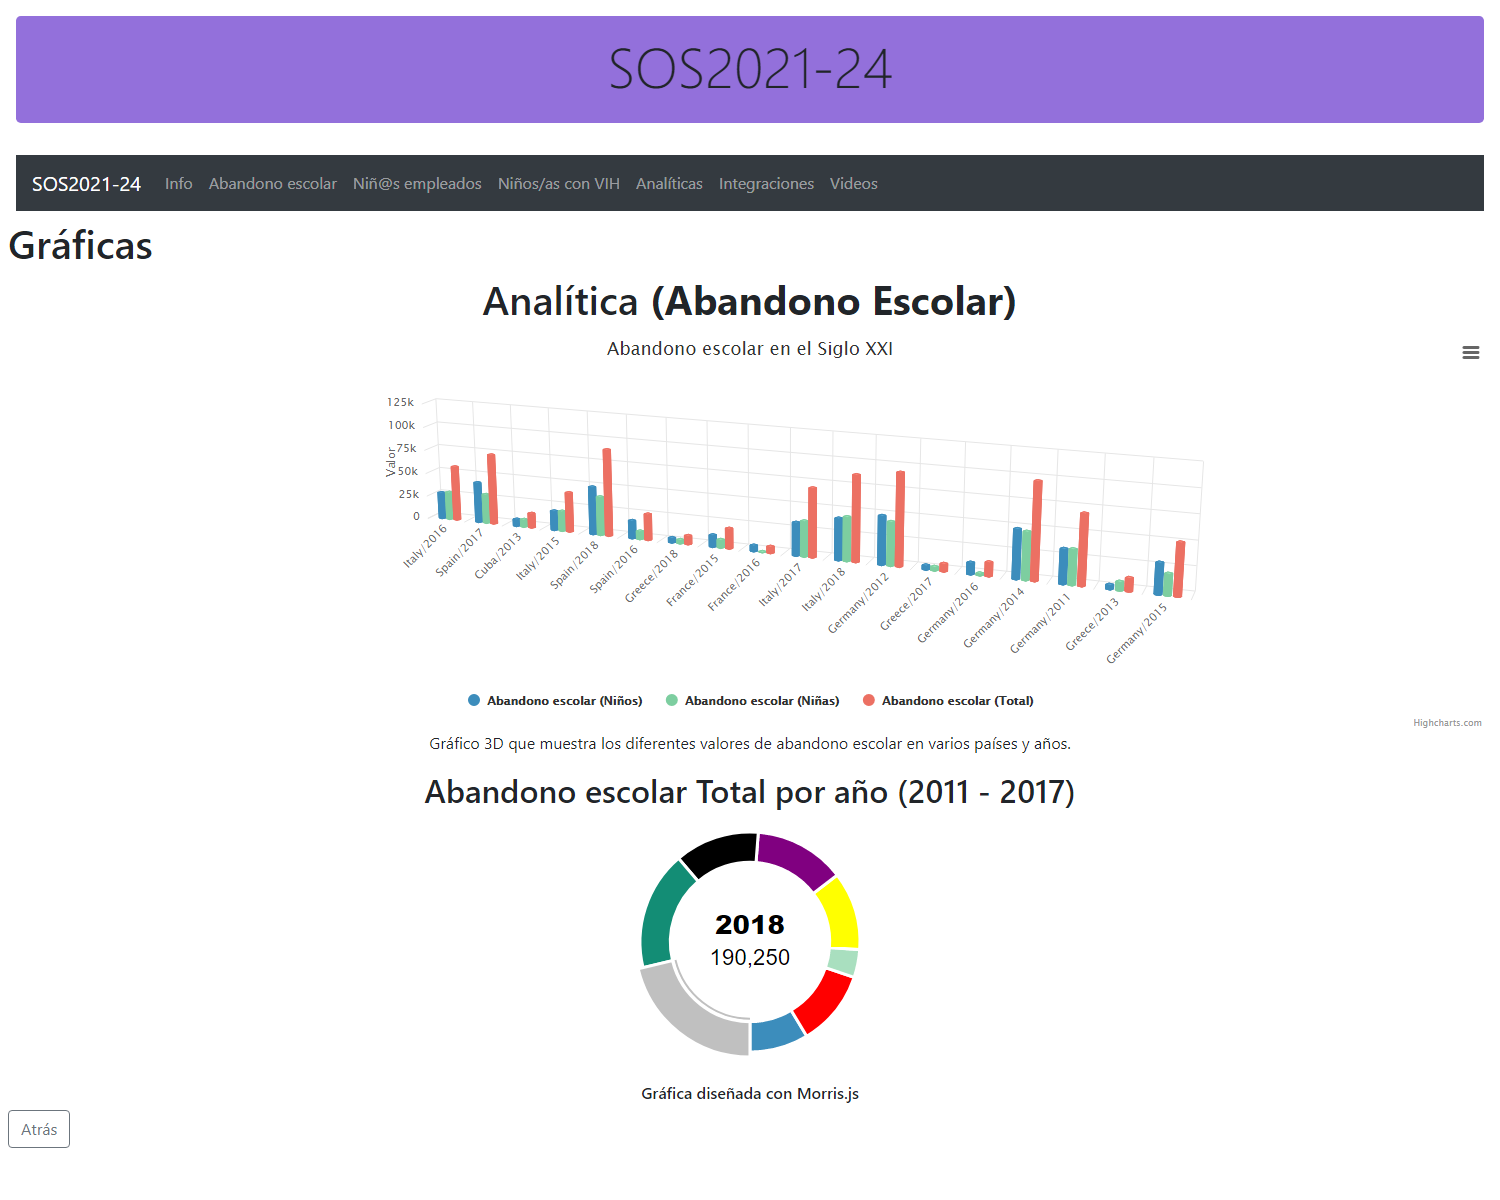 SOS2021-24
SOS2021-24 Info Abandono escolar Niñ@s empleados Niños/as con VIH Analíticas Integraciones Videos
Gráficas
Analítica (Abandono Escolar)
Abandono escolar en el Siglo XXI
125k
100k
75k
50k
25k
0
Valor
Italy/2016
Spain/2017
Cuba/2013
Italy/2015
Spain/2018
Spain/2016
Greece/2018
France/2015
France/2016
Italy/2017
Italy/2018
Germany/2012
Greece/2017
Germany/2016
Germany/2014
Germany/2011
Greece/2013
Germany/2015
Abandono escolar (Niños) Abandono escolar (Niñas) Abandono escolar (Total)
Highcharts.com
Gráfico 3D que muestra los diferentes valores de abandono escolar en varios países y años.
Abandono escolar Total por año (2011 - 2017)
2018
190,250
Gráfica diseñada con Morris.js
Atrás